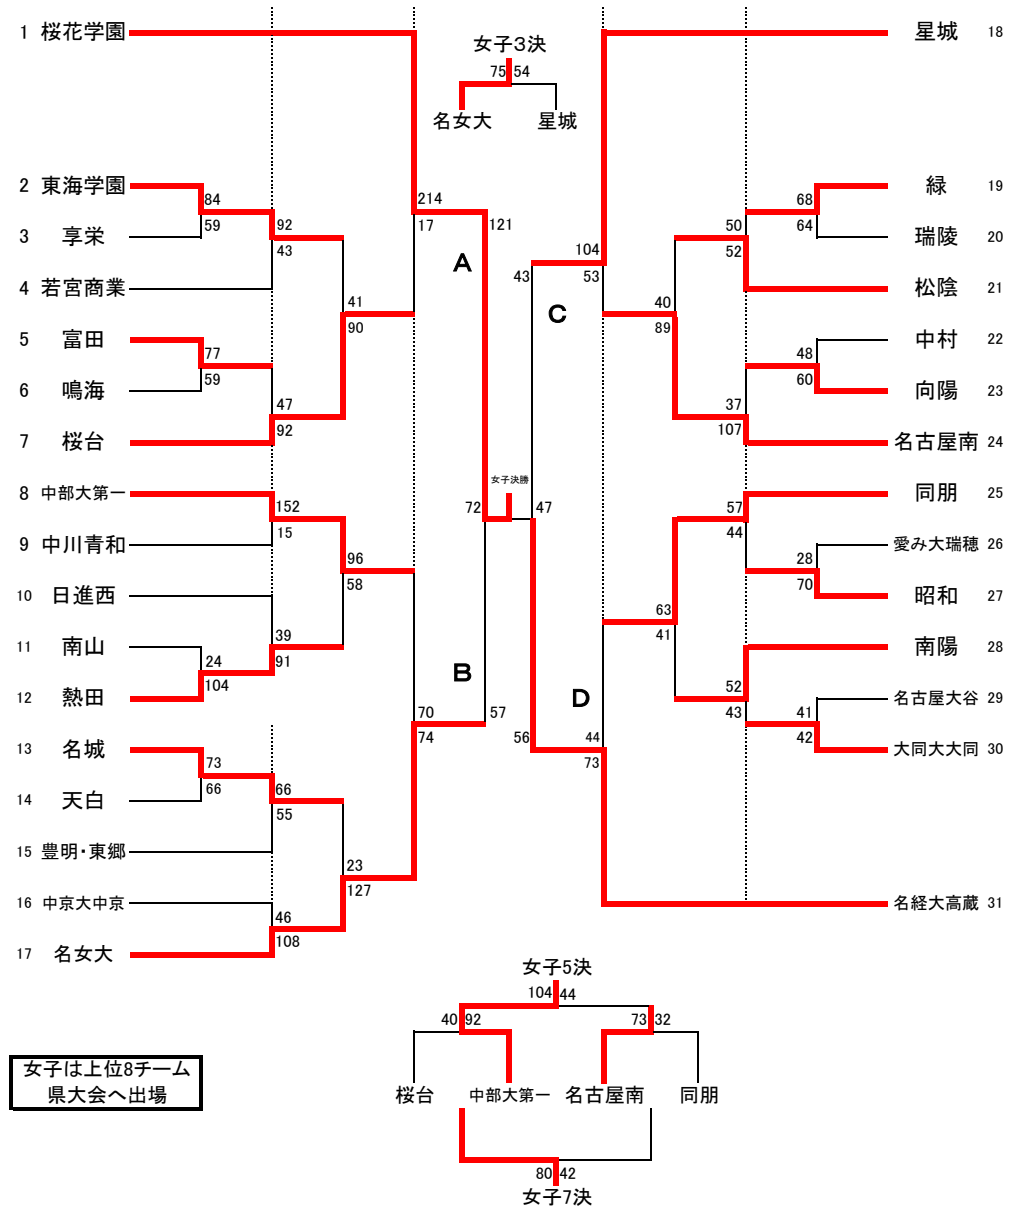 1 桜花学園
女子3決
75 54
名女大 星城
星城 18
2 東海学園
84
59
3 享栄
92
43
4 若宮商業
5 富田
77
59
6 鳴海
47
92
7 桜台
41
90
214
17
A
121
8 中部大第一
152
15
9 中川青和
10 日進西
96
58
11 南山
24
104
12 熱田
39
91
13 名城
73
66
14 天白
66
55
15 豊明・東郷
16 中京大中京
46
108
17 名女大
23
127
B
70
74
57
72
女子決勝
47
43
104
53
C
緑 19
68
64
瑞陵 20
50
52
松陰 21
中村 22
48
60
向陽 23
40
89
37
107
名古屋南 24
同朋 25
57
44
愛み大瑞穂 26
28
70
昭和 27
63
41
南陽 28
52
43
名古屋大谷 29
41
42
大同大大同 30
D
44
73
56
名経大高蔵 31
女子5決
104 44
40 92
73 32
桜台 中部大第一 名古屋南 同朋
80 42
女子7決
女子は上位8チーム
県大会へ出場